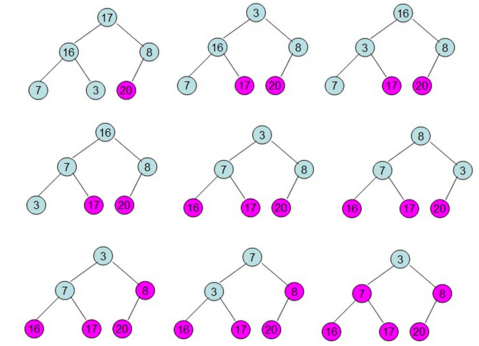 17 3 16
16 8 16 8 3 8
7 3 20 7 17 20 7 17 20
16 3 8
7 8 7 8 7 3
3 17 20 16 17 20 16 17 20
3 7 3
7 8 3 8 7 8
16 17 20 16 17 20 16 17 20